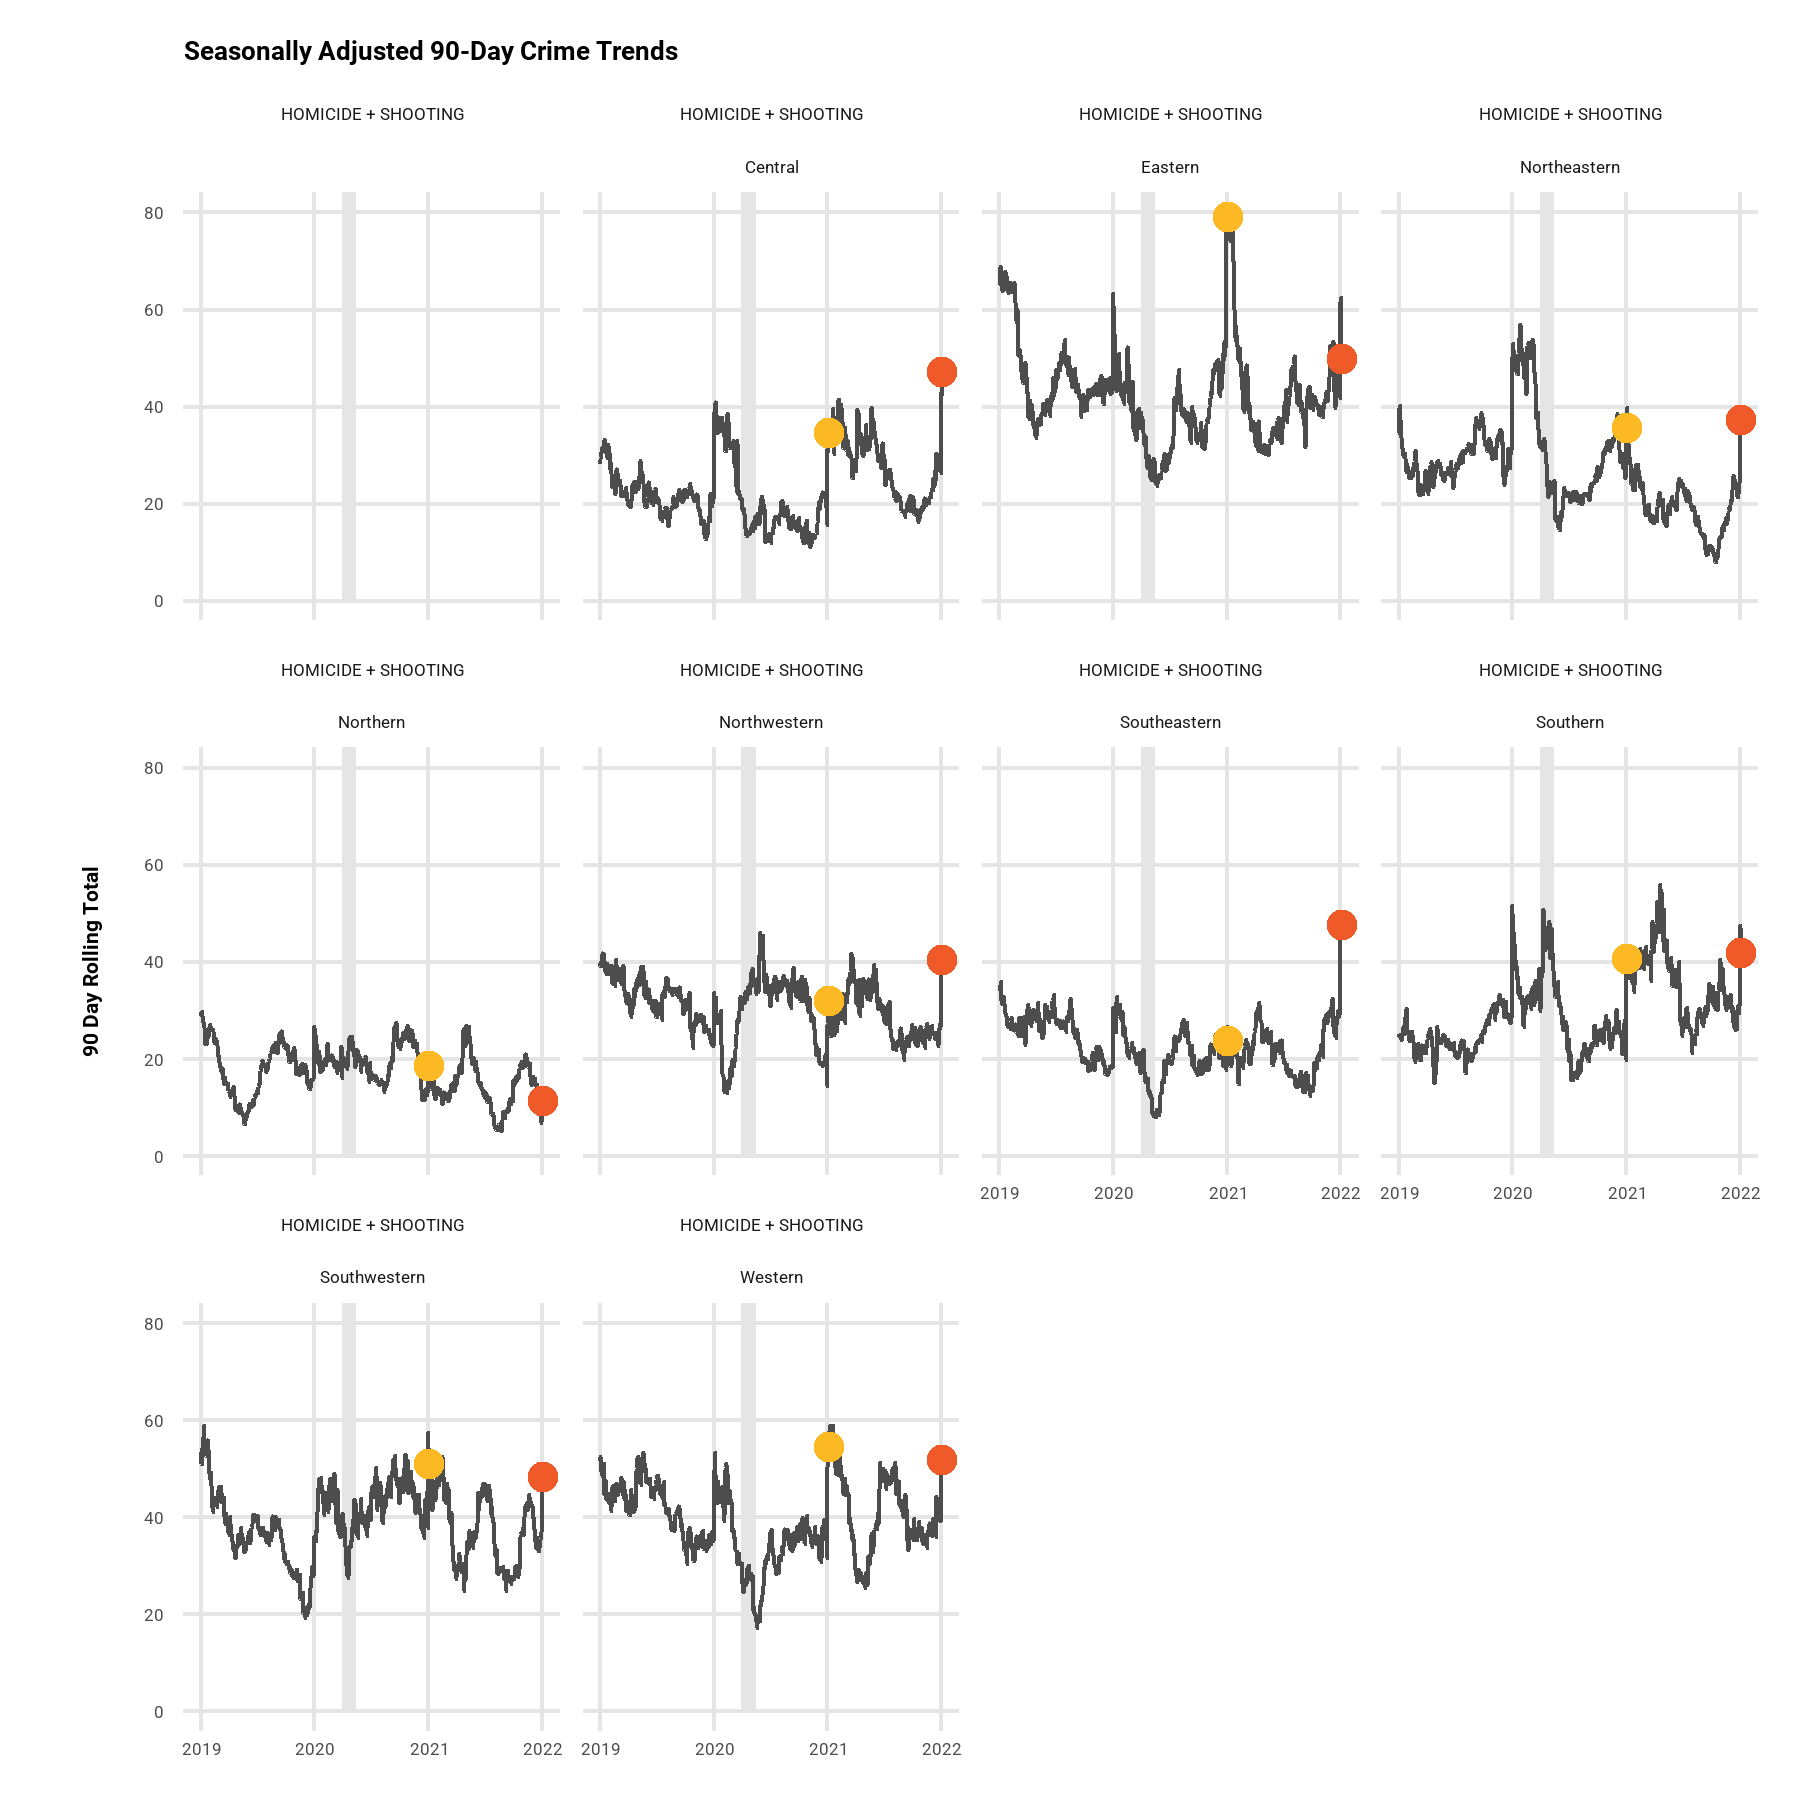 Seasonally Adjusted 90-Day Crime Trends
HOMICIDE + SHOOTING
HOMICIDE + SHOOTING
HOMICIDE + SHOOTING
HOMICIDE + SHOOTING
Central
Eastern
Northeastern
80
60
40
20
0
HOMICIDE + SHOOTING
HOMICIDE + SHOOTING
HOMICIDE + SHOOTING
HOMICIDE + SHOOTING
Northern
Northwestern
Southeastern
Southern
90 Day Rolling Total
80
60
40
20
0
2019 2020 2021 2022
2019 2020 2021 2022
HOMICIDE + SHOOTING
HOMICIDE + SHOOTING
Southwestern
Western
80
60
40
20
0
2019 2020 2021 2022
2019 2020 2021 2022